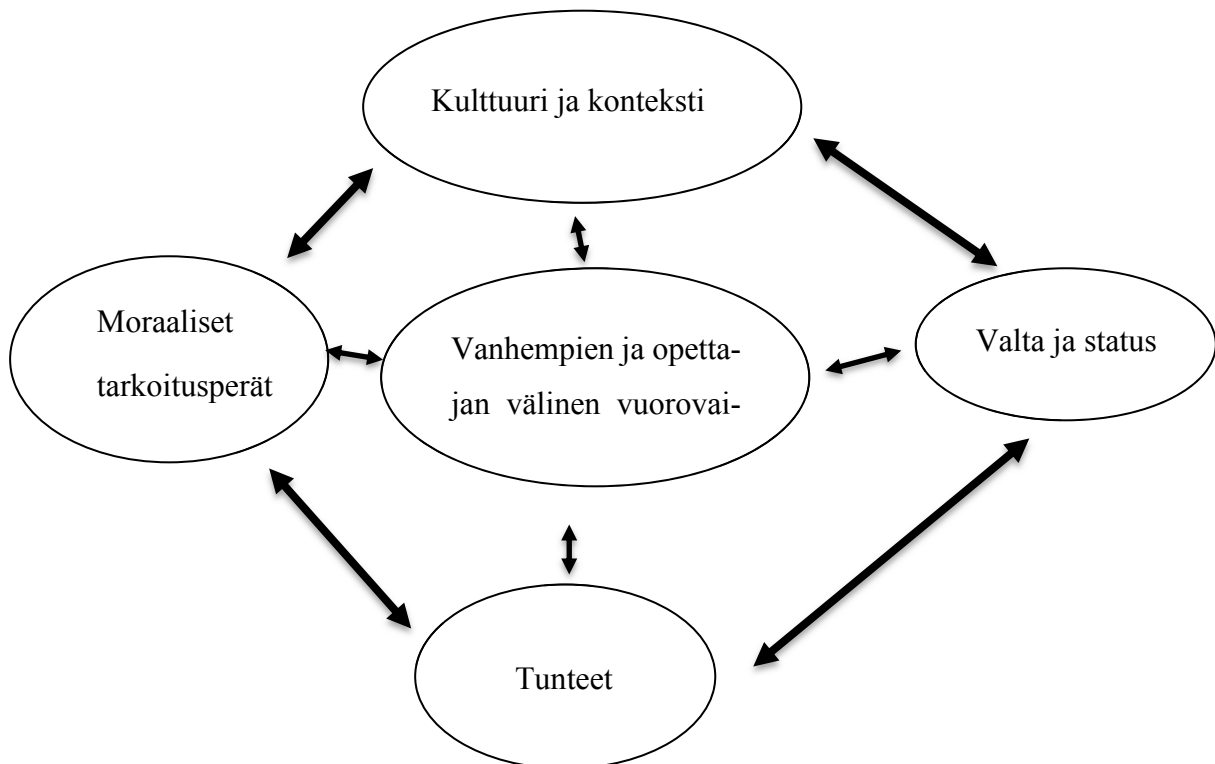 Kulttuuri ja konteksti
Moraaliset
tarkoitusperät
Vanhempien ja opetta-
jan välinen vuorovai-
Valta ja status
Tunteet